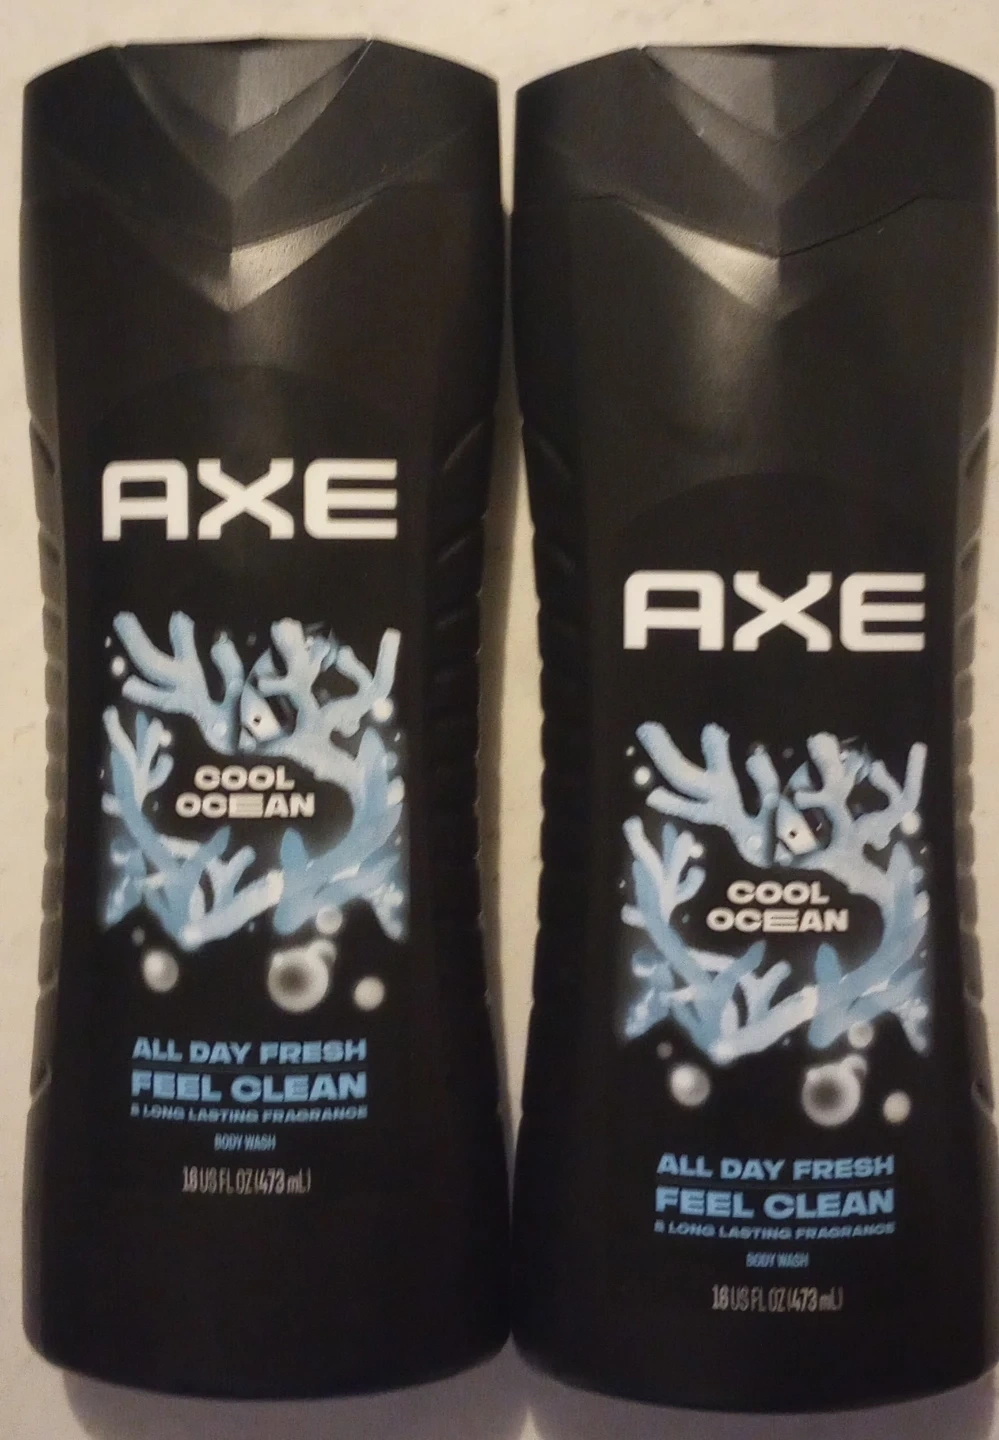 AXE
COOL
OCEAN
ALL DAY FRESH
FEEL CLEAN
& LONG LASTING FRAGRANCE
BODY WASH
16 US FL OZ (473 mL)
AXE
COOL
OCEAN
ALL DAY FRESH
FEEL CLEAN
& LONG LASTING FRAGRANCE
BODY WASH
16 US FL OZ (473 mL)